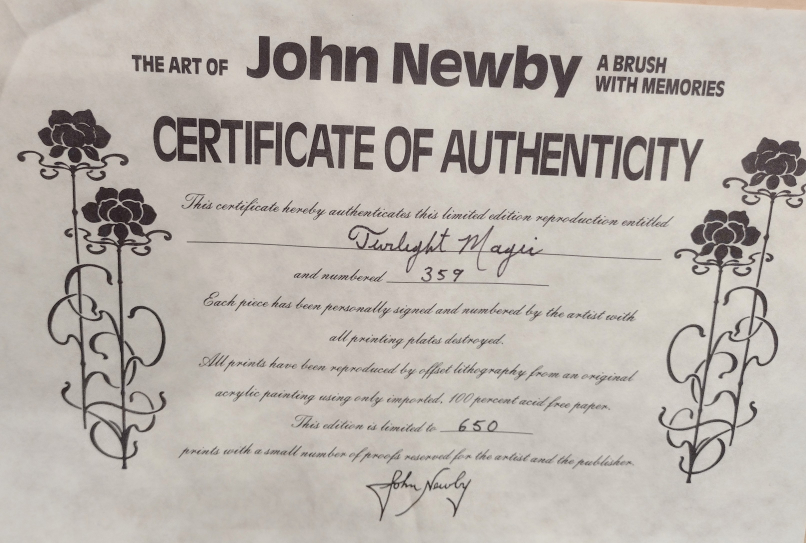 THE ART OF John Newby A BRUSH WITH MEMORIES
CERTIFICATE OF AUTHENTICITY
This certificate hereby authenticates this limited edition reproduction entitled
Twilight Magic
and numbered 359
Each piece has been personally signed and numbered by the artist with
all printing plates destroyed.
All prints have been reproduced by offset lithography from an original
acrylic painting using only imported, 100 percent acid free paper.
This edition is limited to 650
prints with a small number of proofs reserved for the artist and the publisher.
John Newby